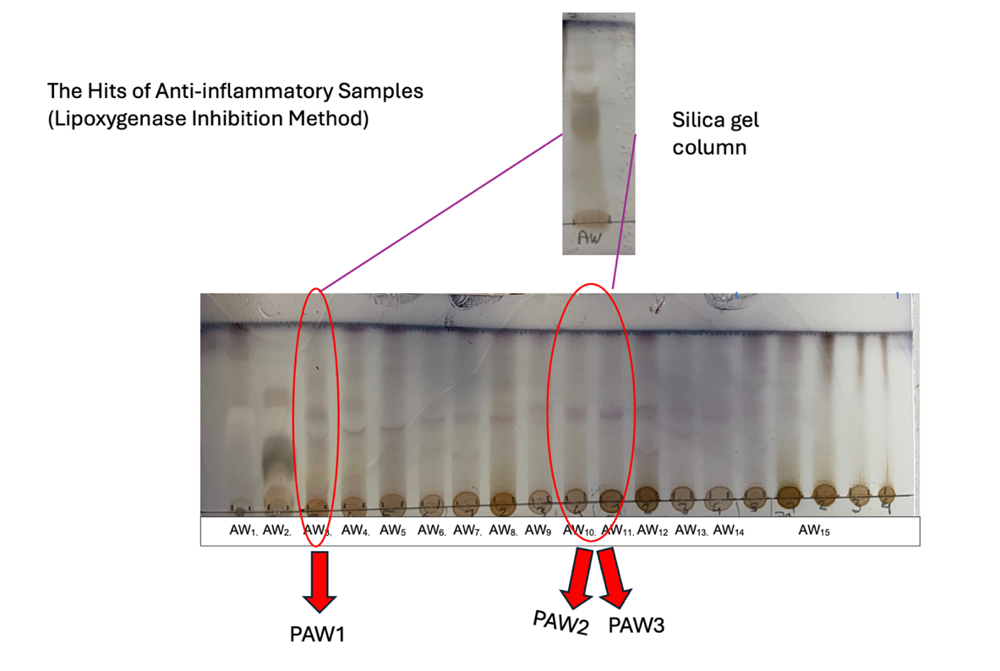 The Hits of Anti-inflammatory Samples
(Lipoxygenase Inhibition Method)
Silica gel
column
AW
AW1. AW2. AW3. AW4. AW5 AW6. AW7. AW8. AW9 AW10. AW11. AW12 AW13. AW14 AW15
PAW1
PAW2 PAW3